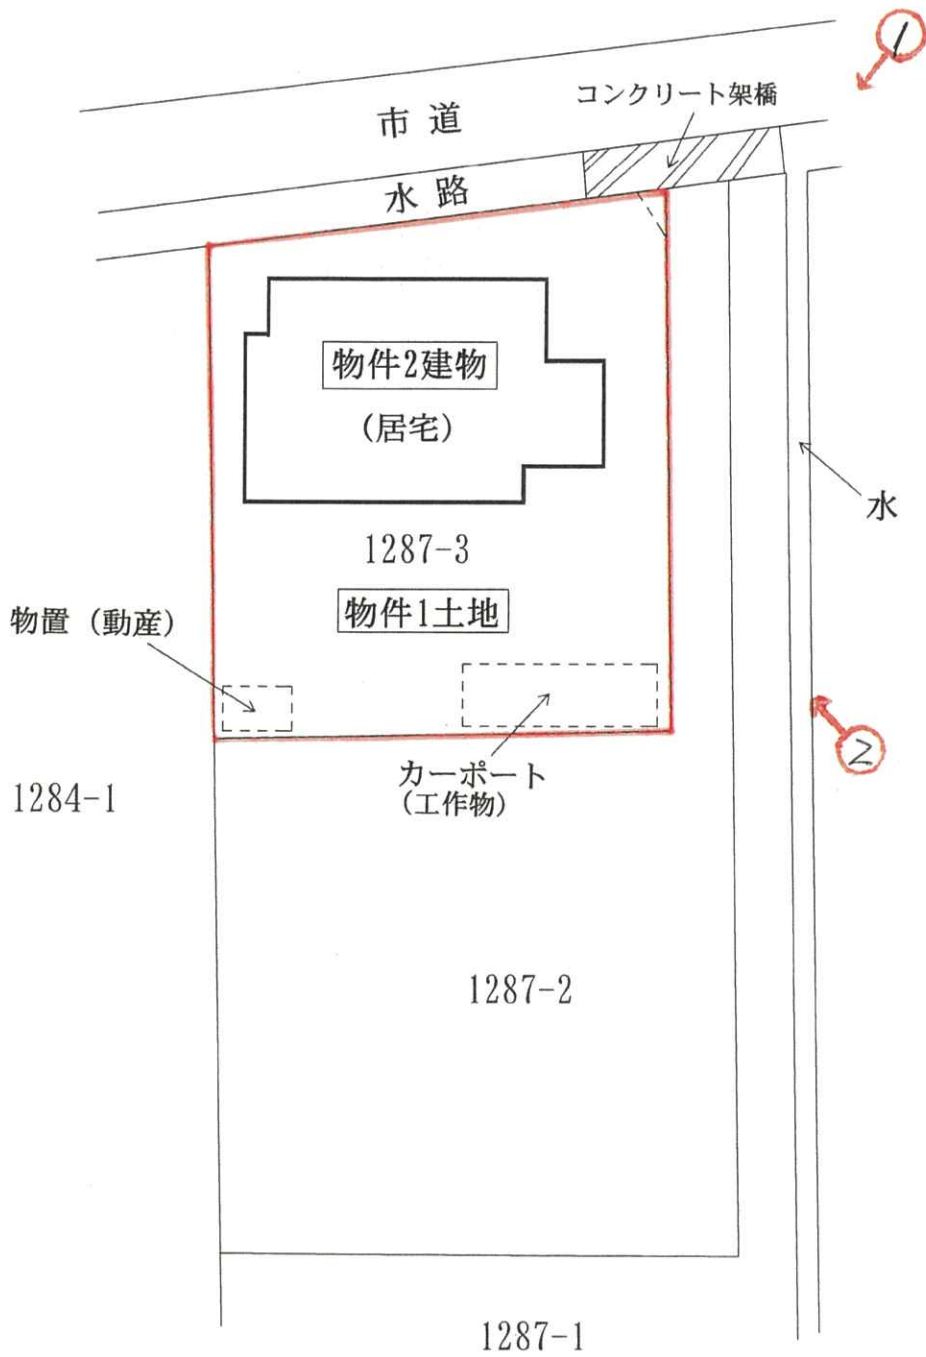 1
コンクリート架橋
市道
水路
物件2建物
(居宅)
水
1287-3
物件1土地
物置(動産)
2
カーポート
(工作物)
1284-1
1287-2
1287-1